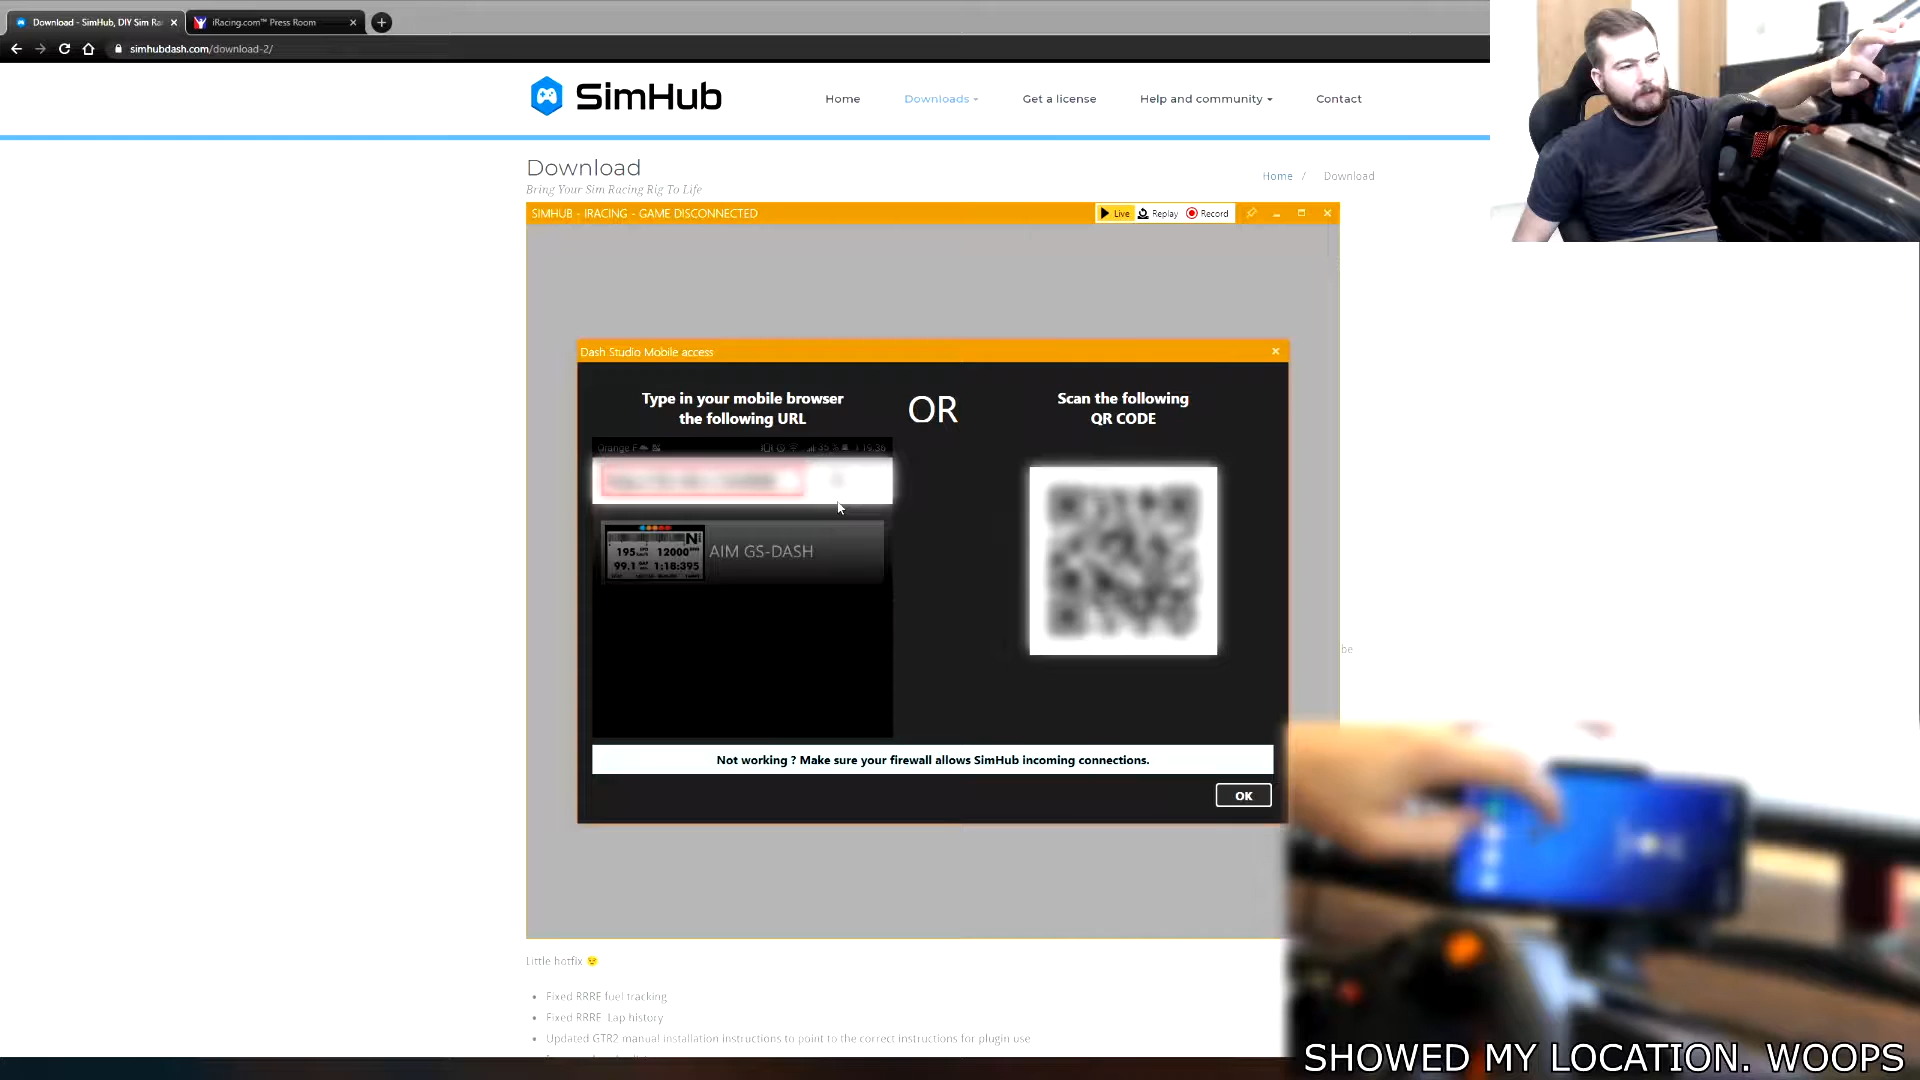 Download - SimHub, DIY Sim Ra
iRacing.com™ Press Room
simhubdash.com/download-2/
SimHub
Home
Downloads
Get a license
Help and community
Contact
Download
Bring Your Sim Racing Rig To Life
Home / Download
SIMHUB - IRACING - GAME DISCONNECTED
Live
Replay
Record
Dash Studio Mobile access
Type in your mobile browser
the following URL
OR
Scan the following
QR CODE
Orange F
35 %
19:36
N
195
12000
99.1
1:18:395
AIM GS-DASH
be
Not working ? Make sure your firewall allows SimHub incoming connections.
OK
Little hotfix
Fixed RRRE fuel tracking
Fixed RRRE Lap history
Updated GTR2 manual installation instructions to point to the correct instructions for plugin use
SHOWED MY LOCATION. WOOPS